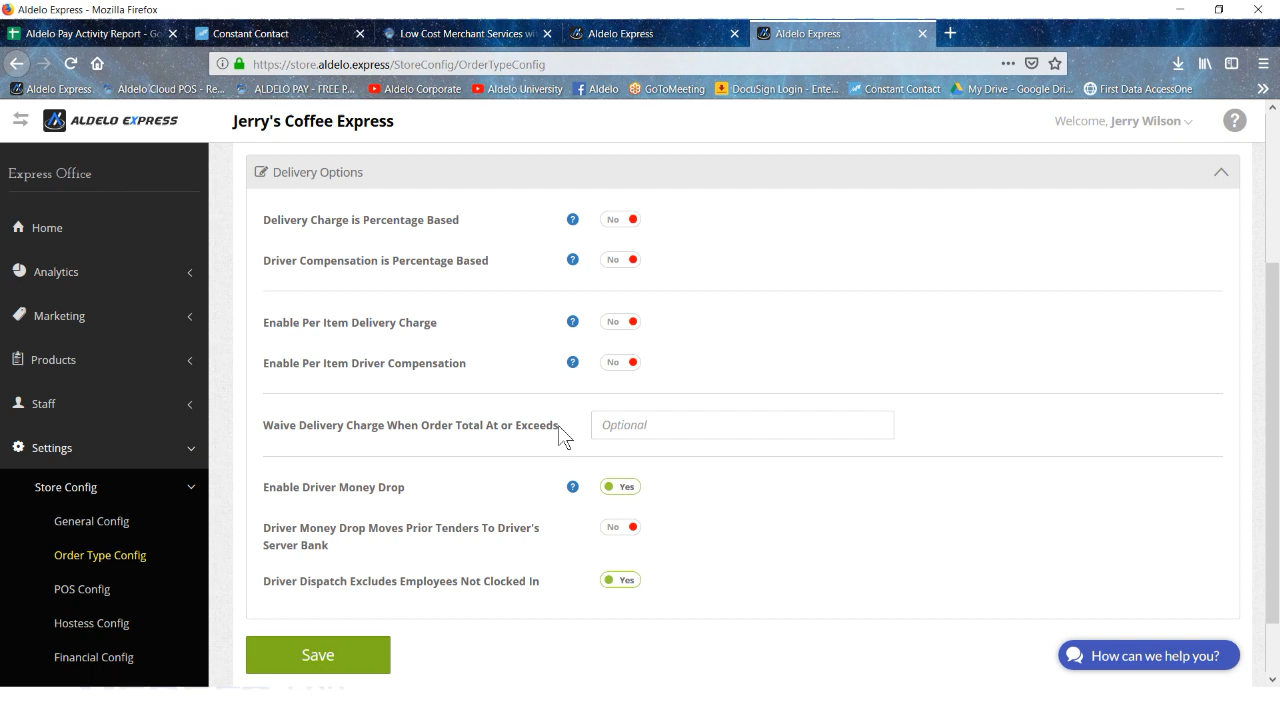 Aldelo Express - Mozilla Firefox
Aldelo Pay Activity Report - Go
Constant Contact
Low Cost Merchant Services wit
Aldelo Express
Aldelo Express
https://store.aldelo.express/StoreConfig/OrderTypeConfig
Aldelo Express
Aldelo Cloud POS - Re...
ALDELO PAY - FREE P...
Aldelo Corporate
Aldelo University
Aldelo
GoToMeeting
DocuSign Login - Ente...
Constant Contact
My Drive - Google Dri...
First Data AccessOne
ALDELO EXPRESS
Jerry's Coffee Express
Welcome, Jerry Wilson
?
Express Office
Home
Analytics
Marketing
Products
Staff
Settings
Store Config
General Config
Order Type Config
POS Config
Hostess Config
Financial Config
Delivery Options
Delivery Charge is Percentage Based ? No
Driver Compensation is Percentage Based ? No
Enable Per Item Delivery Charge ? No
Enable Per Item Driver Compensation ? No
Waive Delivery Charge When Order Total At or Exceeds Optional
Enable Driver Money Drop ? Yes
Driver Money Drop Moves Prior Tenders To Driver's No
Server Bank
Driver Dispatch Excludes Employees Not Clocked In Yes
Save
How can we help you?